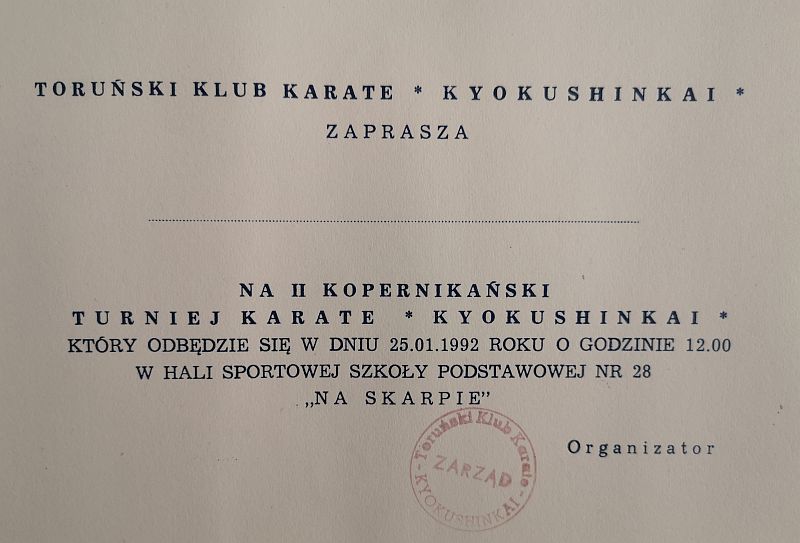 TORUŃSKI KLUB KARATE * KYOKUSHINKAI *
ZAPRASZA
NA II KOPERNIKAŃSKI
TURNIEJ KARATE * KYOKUSHINKAI *
KTÓRY ODBĘDZIE SIĘ W DNIU 25.01.1992 ROKU O GODZINIE 12.00
W HALI SPORTOWEJ SZKOŁY PODSTAWOWEJ NR 28
„NA SKARPIE”
Organizator
Toruński Klub Karate
ZARZĄD
KYOKUSHINKAI